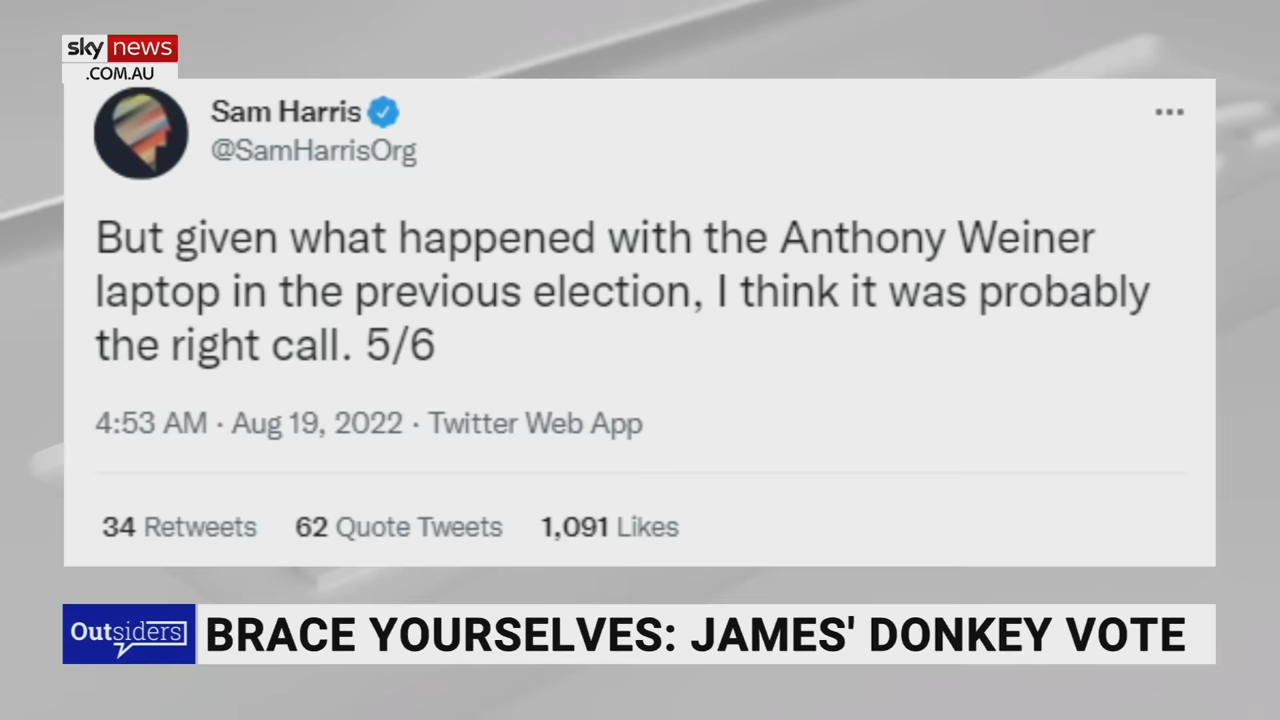 sky news
.COM.AU
Sam Harris
@SamHarrisOrg
But given what happened with the Anthony Weiner
laptop in the previous election, I think it was probably
the right call. 5/6
4:53 AM · Aug 19, 2022 · Twitter Web App
34 Retweets 62 Quote Tweets 1,091 Likes
Outsiders BRACE YOURSELVES: JAMES' DONKEY VOTE